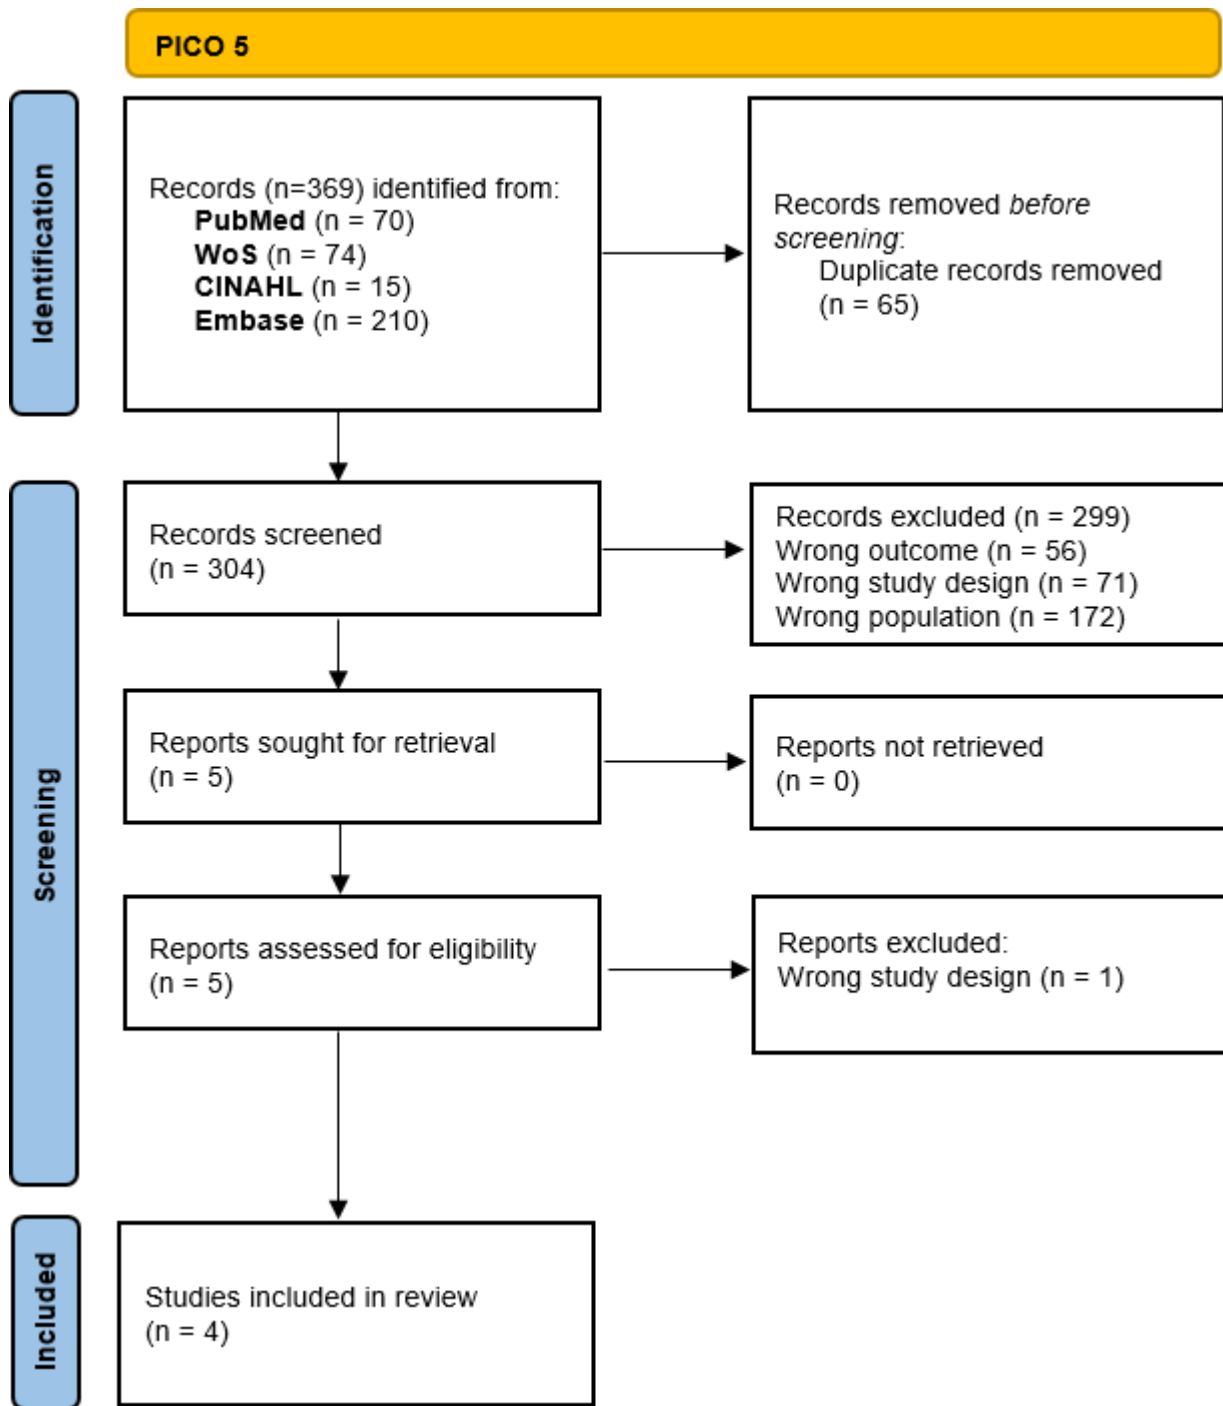 PICO 5
Identification
Records (n=369) identified from:
PubMed (n = 70)
WoS (n = 74)
CINAHL (n = 15)
Embase (n = 210)
Records removed before
screening:
Duplicate records removed
(n = 65)
Screening
Records screened
(n = 304)
Records excluded (n = 299)
Wrong outcome (n = 56)
Wrong study design (n = 71)
Wrong population (n = 172)
Reports sought for retrieval
(n = 5)
Reports not retrieved
(n = 0)
Reports assessed for eligibility
(n = 5)
Reports excluded:
Wrong study design (n = 1)
Included
Studies included in review
(n = 4)